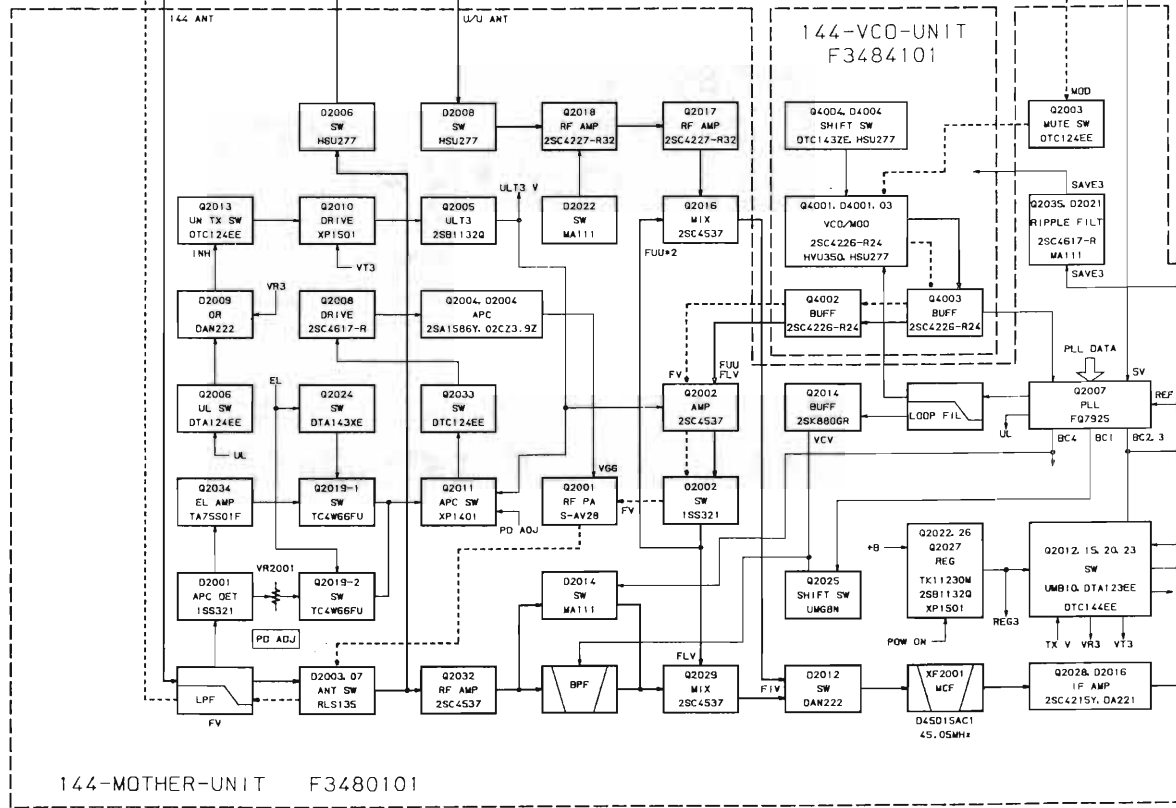 144 ANT
U/U ANT
144-VCO-UNIT
F3484101
MOD
D2006
SW
HSU277
D2008
SW
HSU277
Q2018
RF AMP
2SC4227-R32
Q2017
RF AMP
2SC4227-R32
Q4004, D4004
SHIFT SW
DTC143ZE, HSU277
Q2003
MUTE SW
DTC124EE
ULT3 V
SAVE3
Q2013
UN TX SW
DTC124EE
Q2010
DRIVE
XP1501
Q2005
ULT3
2SB1132Q
D2022
SW
MA111
Q2016
MIX
2SC4537
Q4001, D4001, 03
VCO/MOD
2SC4226-R24
HVU350, HSU277
Q2035, D2021
RIPPLE FILT
2SC4617-R
MA111
INH
VT3
FUU*2
SAVE3
VR3
D2009
OR
DAN222
Q2008
DRIVE
2SC4617-R
Q2004, D2004
APC
2SA1586Y, 02CZ3.9Z
Q4002
BUFF
2SC4226-R24
Q4003
BUFF
2SC4226-R24
PLL DATA
EL
FUU
FLV
FV
5V
Q2006
UL SW
DTA124EE
Q2024
SW
DTA143XE
Q2033
SW
DTC124EE
Q2002
AMP
2SC4537
Q2014
BUFF
2SK880GR
LOOP FIL
Q2007
PLL
FQ7925
REF
UL
VCV
UL
BC4
BC1
BC2, 3
VGG
Q2034
EL AMP
TA75S01F
Q2019-1
SW
TC4W66FU
Q2011
APC SW
XP1401
Q2001
RF PA
S-AV28
FV
D2002
SW
1SS321
PD ADJ
Q2022, 26
Q2027
REG
TK11230M
2SB1132Q
XP1501
+B
Q2012, 15, 20, 23
SW
UMB10, DTA123EE
DTC144EE
VR2001
D2001
APC DET
1SS321
Q2019-2
SW
TC4W66FU
D2014
SW
MA111
Q2025
SHIFT SW
UMG8N
REG3
PD ADJ
POW ON
TX V
VR3
VT3
FLV
LPF
D2003, 07
ANT SW
RLS135
Q2032
RF AMP
2SC4537
BPF
Q2029
MIX
2SC4537
FIV
D2012
SW
DAN222
XF2001
MCF
Q2028, D2016
IF AMP
2SC4215Y, DA221
FV
D45D15AC1
45.05MHz
144-MOTHER-UNIT F3480101